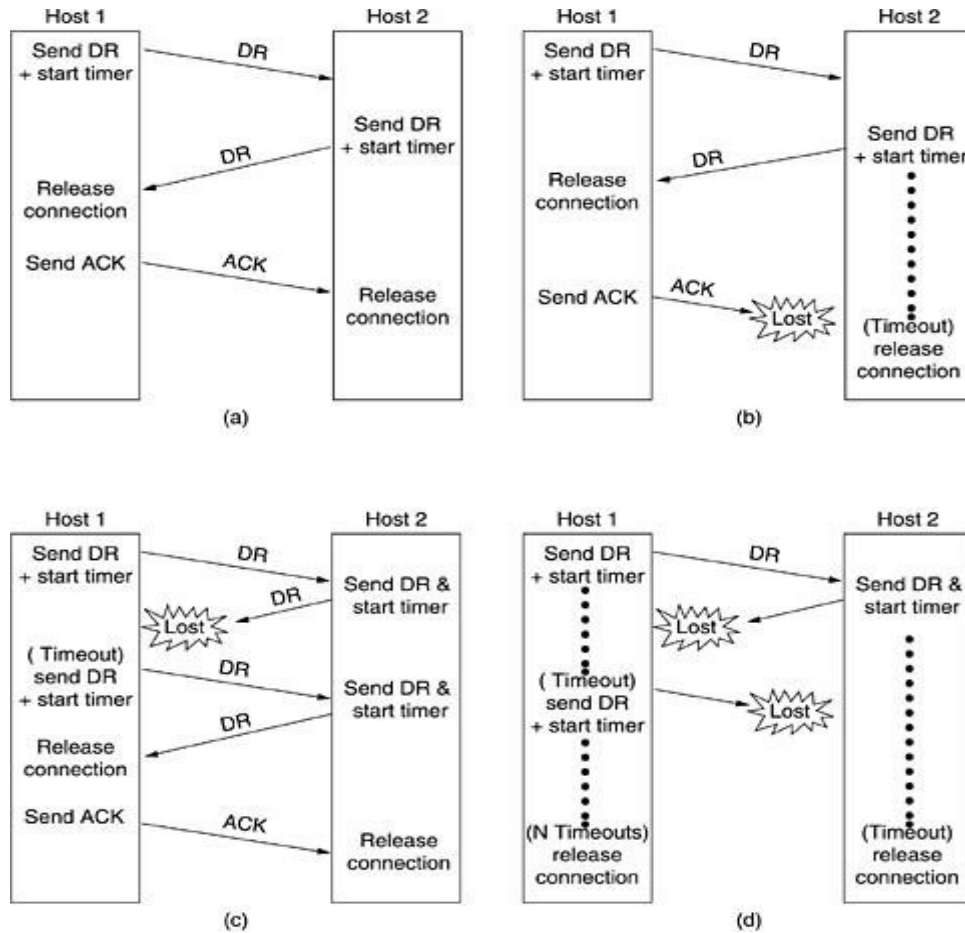 Host 1
Host 2
Send DR
+ start timer
DR
Send DR
+ start timer
DR
Release
connection
Send ACK
ACK
Release
connection
(a)
Host 1
Host 2
Send DR
+ start timer
DR
Send DR
+ start timer
DR
Release
connection
Send ACK
ACK
Lost
(Timeout)
release
connection
(b)
Host 1
Host 2
Send DR
+ start timer
DR
Send DR &
start timer
DR
Lost
( Timeout)
send DR
+ start timer
DR
Send DR &
start timer
DR
Release
connection
Send ACK
ACK
Release
connection
(c)
Host 1
Host 2
Send DR
+ start timer
DR
Send DR &
start timer
Lost
( Timeout)
send DR
+ start timer
Lost
(N Timeouts)
release
connection
(Timeout)
release
connection
(d)